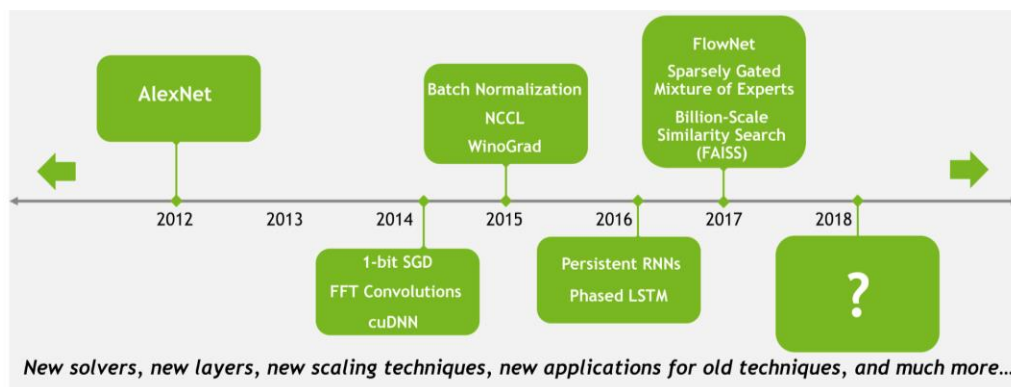 AlexNet
Batch Normalization
NCCL
WinoGrad
FlowNet
Sparsely Gated
Mixture of Experts
Billion-Scale
Similarity Search
(FAISS)
2012 2013 2014 2015 2016 2017 2018
1-bit SGD
FFT Convolutions
cuDNN
Persistent RNNs
Phased LSTM
?
New solvers, new layers, new scaling techniques, new applications for old techniques, and much more…